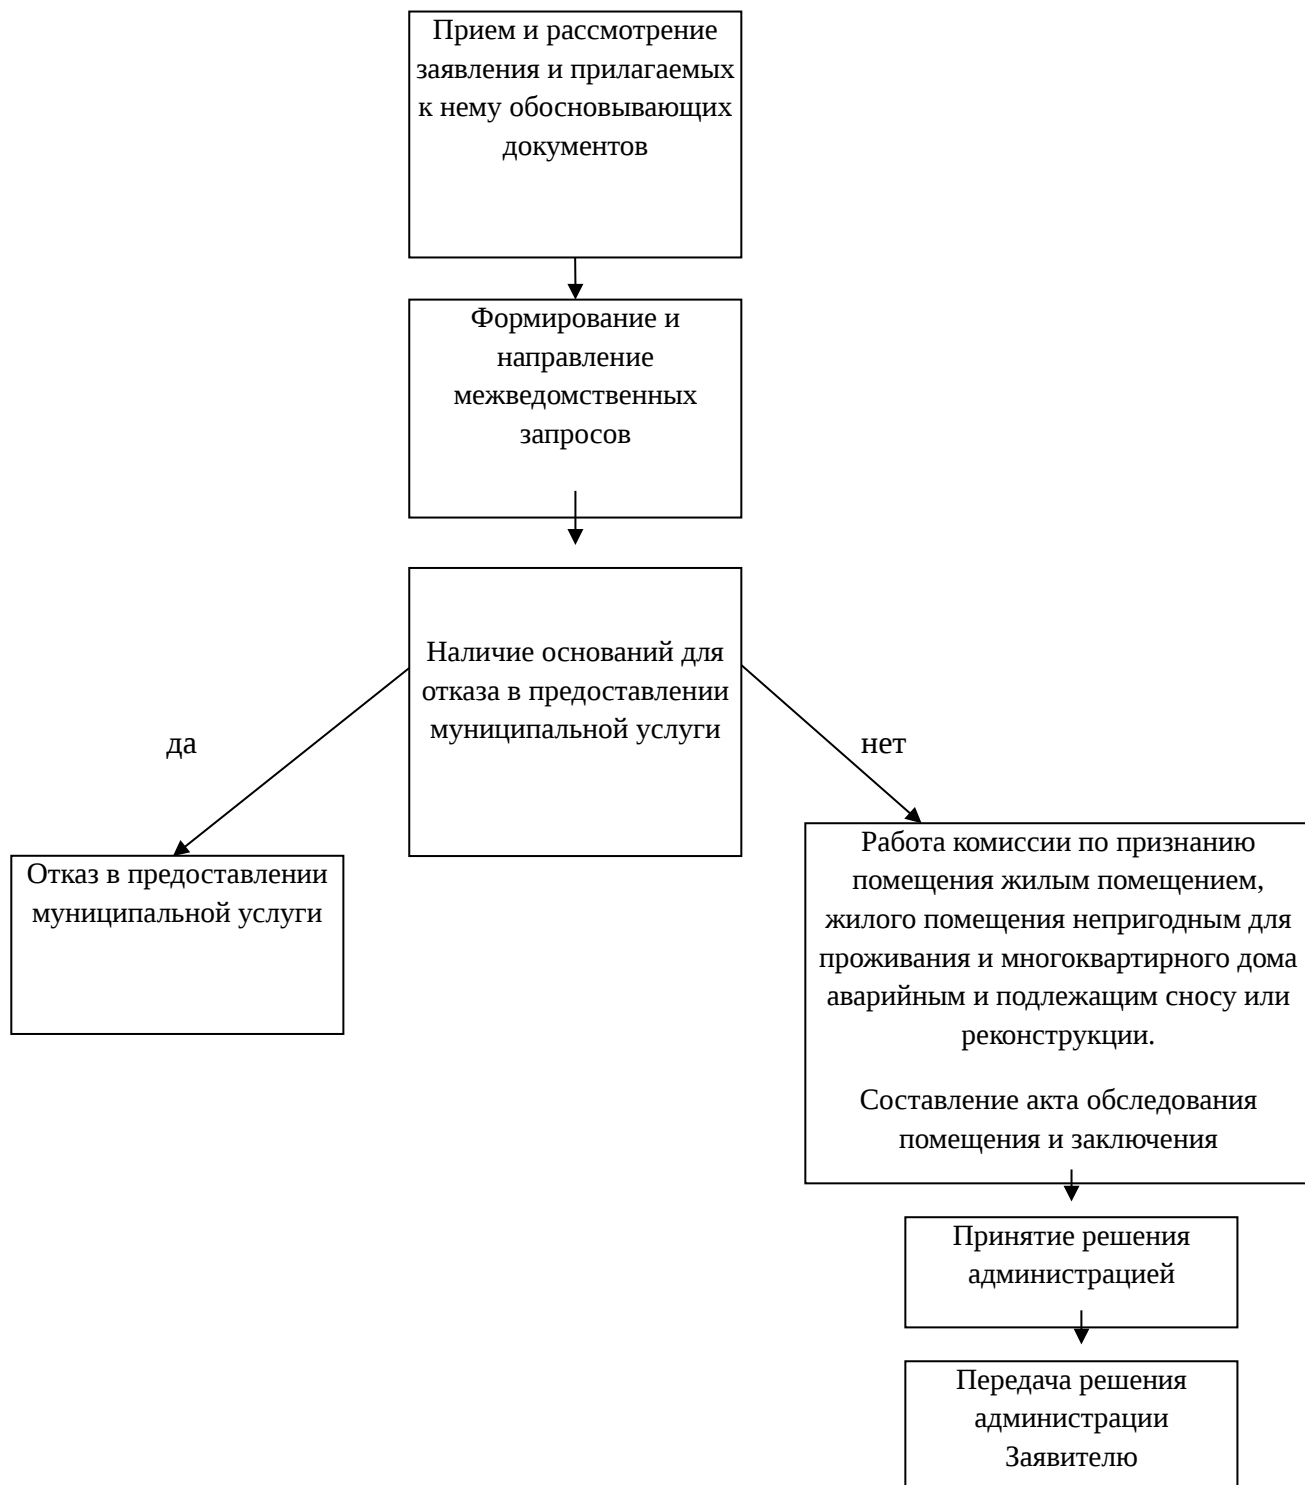 Прием и рассмотрение
заявления и прилагаемых
к нему обосновывающих
документов
Формирование и
направление
межведомственных
запросов
Наличие оснований для
отказа в предоставлении
муниципальной услуги
да
нет
Отказ в предоставлении
муниципальной услуги
Работа комиссии по признанию
помещения жилым помещением,
жилого помещения непригодным для
проживания и многоквартирного дома
аварийным и подлежащим сносу или
реконструкции.
Составление акта обследования
помещения и заключения
Принятие решения
администрацией
Передача решения
администрации
Заявителю